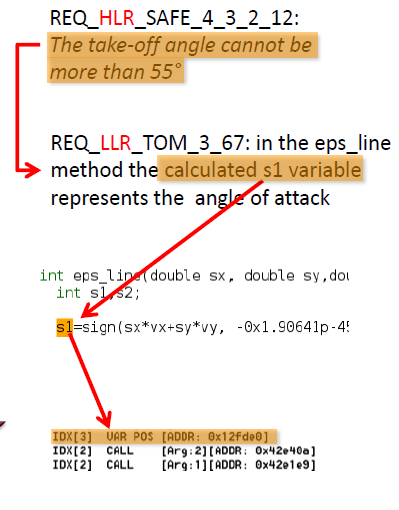 REQ_HLR_SAFE_4_3_2_12:
The take-off angle cannot be
more than 55°
REQ_LLR_TOM_3_67: in the eps_line
method the calculated s1 variable
represents the angle of attack
int eps_line(double sx, double sy,dou
int s1,s2;
s1=sign(sx*vx+sy*vy, -0x1.90641p-45
IDX[3] VAR POS [ADDR: 0x12fde0]
IDX[2] CALL [Arg:2][ADDR: 0x42e40a]
IDX[2] CALL [Arg:1][ADDR: 0x42e1e9]